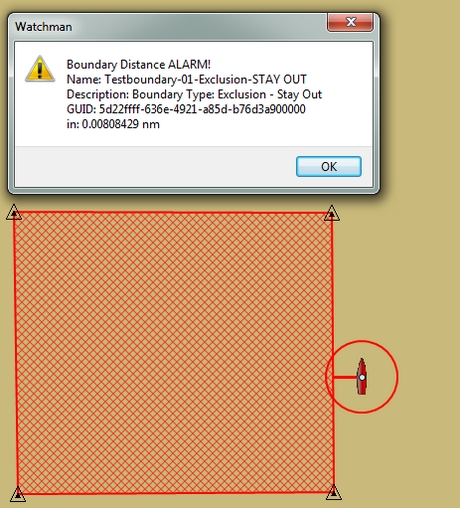 Watchman
Boundary Distance ALARM!
Name: Testboundary-01-Exclusion-STAY OUT
Description: Boundary Type: Exclusion - Stay Out
GUID: 5d22ffff-636e-4921-a85d-b76d3a900000
in: 0.00808429 nm
OK